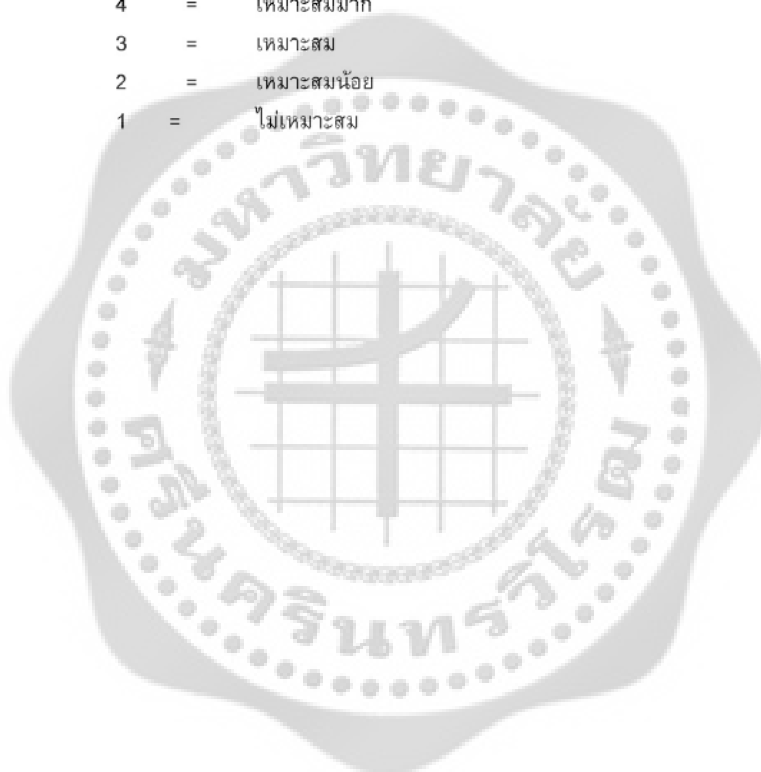 4 = เหมาะสมมาก
3 = เหมาะสม
2 = เหมาะสมน้อย
1 = ไม่เหมาะสม
มหาวิทยาลัย
ศรีนครินทรวิโรฒ